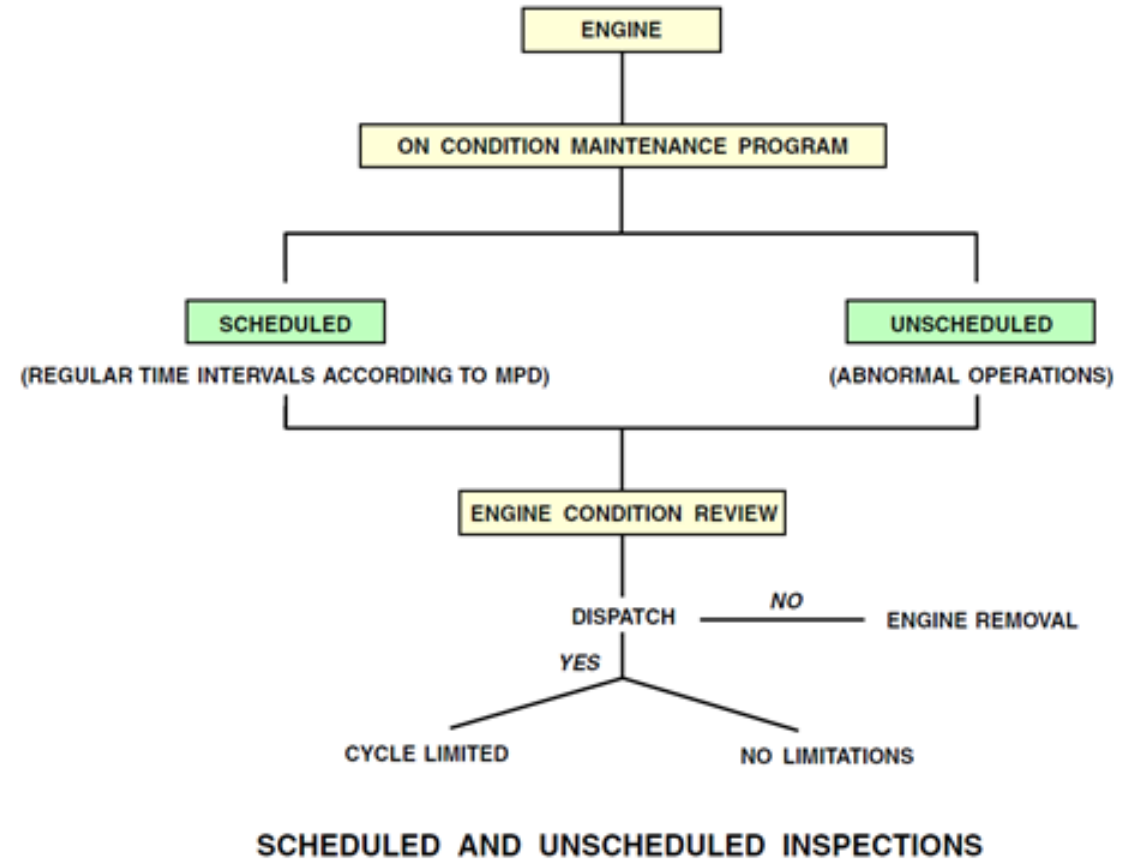 ENGINE
ON CONDITION MAINTENANCE PROGRAM
SCHEDULED
UNSCHEDULED
(REGULAR TIME INTERVALS ACCORDING TO MPD)
(ABNORMAL OPERATIONS)
ENGINE CONDITION REVIEW
DISPATCH
NO
ENGINE REMOVAL
YES
CYCLE LIMITED
NO LIMITATIONS
SCHEDULED AND UNSCHEDULED INSPECTIONS